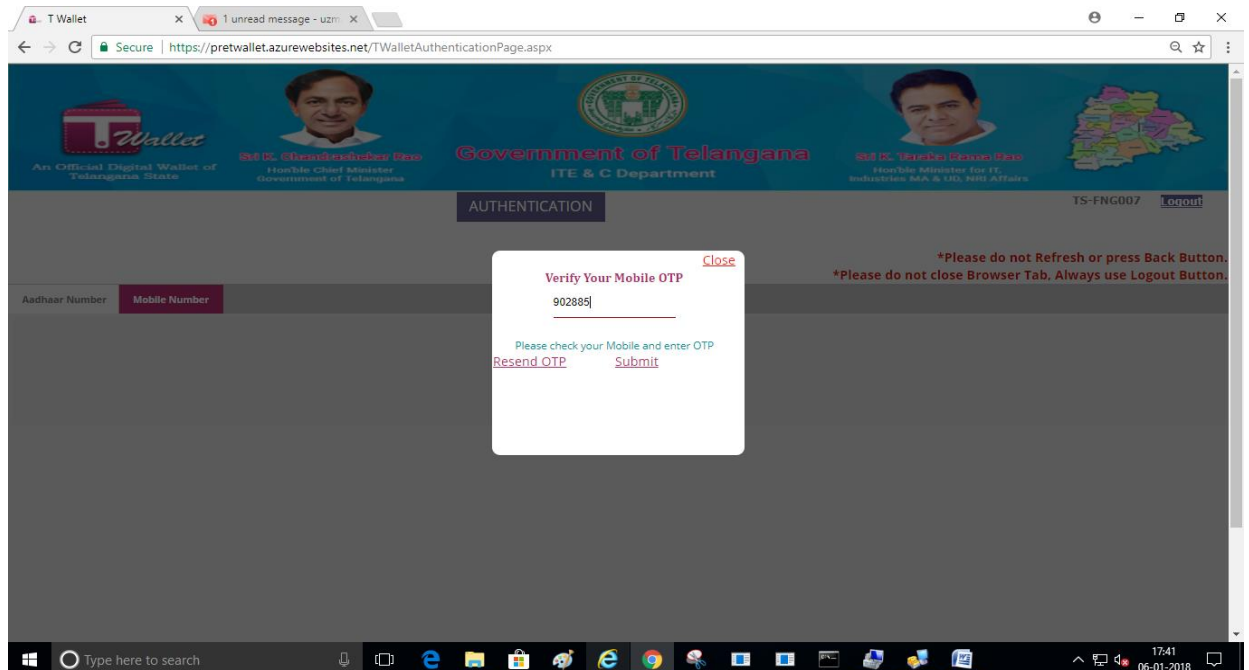 T Wallet
1 unread message - uzm
Secure | https://pretwallet.azurewebsites.net/TWalletAuthenticationPage.aspx
T Wallet
An Official Digital Wallet of
Telangana State
Sri K. Chandrashekar Rao
Hon'ble Chief Minister
Government of Telangana
GOVERNMENT OF TELANGANA
Government of Telangana
ITE & C Department
Sri K. Taraka Rama Rao
Hon'ble Minister for IT,
Industries MA & UD, NRI Affairs
AUTHENTICATION
TS-FNG007 Logout
*Please do not Refresh or press Back Button.
*Please do not close Browser Tab, Always use Logout Button.
Aadhaar Number Mobile Number
Close
Verify Your Mobile OTP
902885
Please check your Mobile and enter OTP
Resend OTP Submit
Type here to search
17:41
06-01-2018